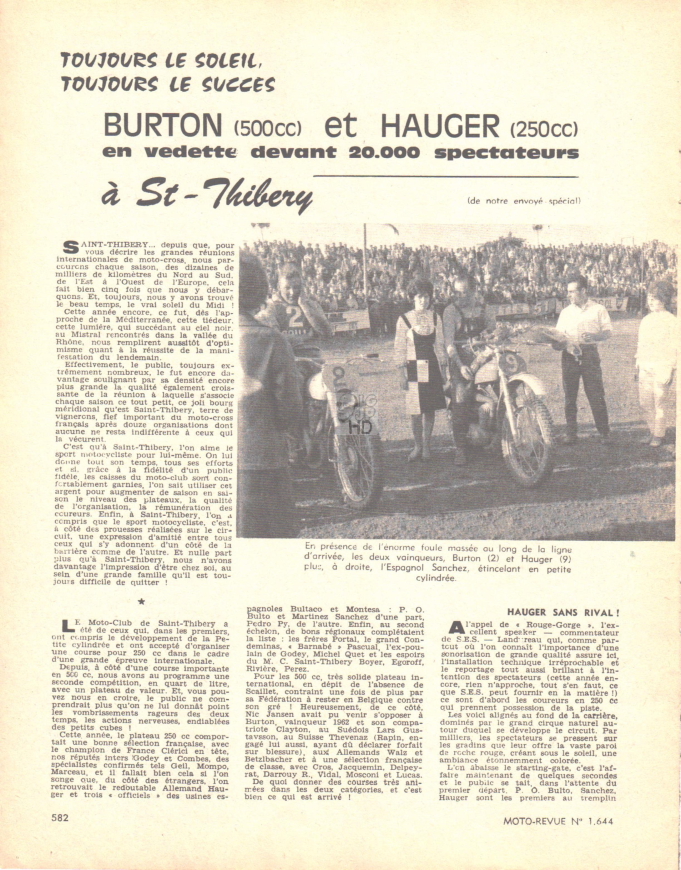 TOUJOURS LE SOLEIL,
TOUJOURS LE SUCCES
BURTON (500cc) et HAUGER (250cc)
en vedette devant 20.000 spectateurs
à St-Thibery
(de notre envoyé spécial)
SAINT-THIBERY... depuis que, pour
vous décrire les grandes réunions
internationales de moto-cross, nous par-
courons chaque saison, des dizaines de
milliers de kilomètres du Nord au Sud,
de l'Est à l'Ouest de l'Europe, cela
fait bien cinq fois que nous y débar-
quons. Et, toujours, nous y avons trouvé
le beau temps, le vrai soleil du Midi !
Cette année encore, ce fut, dès l'ap-
proche de la Méditerranée, cette tiédeur,
cette lumière, qui succédant au ciel noir,
au Mistral rencontrés dans la vallée du
Rhône, nous remplirent aussitôt d'opti-
misme quant à la réussite de la mani-
festation du lendemain.
Effectivement, le public, toujours ex-
trêmement nombreux, le fut encore da-
vantage soulignant par sa densité encore
plus grande la qualité également crois-
sante de la réunion à laquelle s'associe
chaque saison ce tout petit, ce joli bourg
méridional qu'est Saint-Thibery, terre de
vignerons, fief important du moto-cross
français après douze organisations dont
aucune ne resta indifférente à ceux qui
la vécurent.
C'est qu'à Saint-Thibery, l'on aime le
sport motocycliste pour lui-même. On lui
donne tout son temps, tous ses efforts
et si, grâce à la fidélité d'un public
fidèle, les caisses du moto-club sont con-
fortablement garnies, l'on sait utiliser cet
argent pour augmenter de saison en sai-
son le niveau des plateaux, la qualité
de l'organisation, la rémunération des
coureurs. Enfin, à Saint-Thibery, l'on a
compris que le sport motocycliste, c'est,
à côté des prouesses réalisées sur le cir-
cuit, une expression d'amitié entre tous
ceux qui s'y adonnent d'un côté de la
barrière comme de l'autre. Et nulle part
plus qu'à Saint-Thibery, nous n'avons
davantage l'impression d'être chez soi, au
sein d'une grande famille qu'il est tou-
jours difficile de quitter !
En présence de l'énorme foule massée au long de la ligne
d'arrivée, les deux vainqueurs, Burton (2) et Hauger (9)
plus, à droite, l'Espagnol Sanchez, étincelant en petite
cylindrée.
LE Moto-Club de Saint-Thibery a
été de ceux qui, dans les premiers,
ont compris le développement de la Pe-
tite cylindrée et ont accepté d'organiser
une course pour 250 cc dans le cadre
d'une grande épreuve internationale.
Depuis, à côté d'une course importante
en 500 cc, nous avons au programme une
seconde compétition, en quart de litre,
avec un plateau de valeur. Et, vous pou-
vez nous en croire, le public ne com-
prendrait plus qu'on ne lui donnât point
les vombrissements rageurs des deux
temps, les actions nerveuses, endiablées
des petits cubes !
Cette année, le plateau 250 cc compor-
tait une bonne sélection française, avec
le champion de France Clérici en tête,
nos réputés inters Godey et Combes, des
spécialistes confirmés tels Geil, Mompo,
Marceau, et il fallait bien cela si l'on
songe que, du côté des étrangers, l'on
retrouvait le redoutable Allemand Hau-
ger et trois « officiels » des usines es-
pagnoles Bultaco et Montesa : P. O.
Bulto et Martinez Sanchez d'une part,
Pedro Py, de l'autre. Enfin, au second
échelon, de bons régionaux complétaient
la liste : les frères Portal, le grand Con-
deminas, « Barnabé » Pascual, l'ex-pou-
lain de Godey, Michel Quet et les espoirs
du M. C. Saint-Thibery Boyer, Egeroff,
Rivière, Perez.
Pour les 500 cc, très solide plateau in-
ternational, en dépit de l'absence de
Scaillet, contraint une fois de plus par
sa Fédération à rester en Belgique contre
son gré ! Heureusement, de ce côté,
Nic Jansen avait pu venir s'opposer à
Burton, vainqueur 1962 et son compa-
triote Clayton, au Suédois Lars Gus-
tavsson, au Suisse Thevenaz (Rapin, en-
gagé lui aussi, ayant dû déclarer forfait
sur blessure), aux Allemands Walz et
Betzlbacher et à une sélection française
de classe, avec Cros, Jacquemin, Delpey-
rat, Darrouy R., Vidal, Mosconi et Lucas.
De quoi donner des courses très ani-
mées dans les deux catégories, et c'est
bien ce qui est arrivé !
HAUGER SANS RIVAL !
A l'appel de « Rouge-Gorge », l'ex-
cellent speaker — commentateur
de S.E.S. — Landreau qui, comme par-
tout où l'on connaît l'importance d'une
sonorisation de grande qualité assure ici,
l'installation technique irréprochable et
le reportage tout aussi brillant à l'in-
tention des spectateurs (cette année en-
core, rien n'approche, tout s'en faut, ce
que S.E.S. peut fournir en la matière !)
ce sont d'abord les coureurs en 250 cc
qui prennent possession de la piste.
Les voici alignés au fond de la carrière,
dominés par le grand cirque naturel au-
tour duquel se développe le circuit. Par
milliers, les spectateurs se pressent sur
les gradins que leur offre la vaste paroi
de roche rouge, créant sous le soleil, une
ambiance étonnemment colorée.
L'on abaisse le starting-gate, c'est l'af-
faire maintenant de quelques secondes
et le public se tait, dans l'attente du
premier départ. P. O. Bulto, Sanchez,
Hauger sont les premiers au tremplin
582
MOTO-REVUE N° 1.644